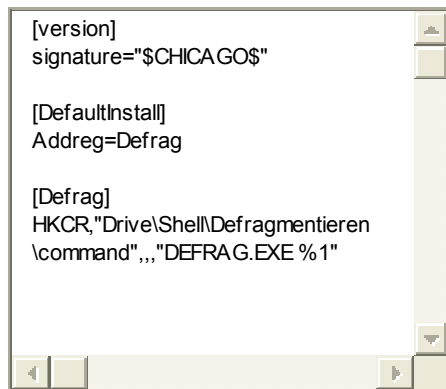 [version]
signature="$CHICAGO$"
[DefaultInstall]
Addreg=Defrag
[Defrag]
HKCR,"Drive\Shell\Defragmentieren
\command",,,"DEFRAG.EXE %1"